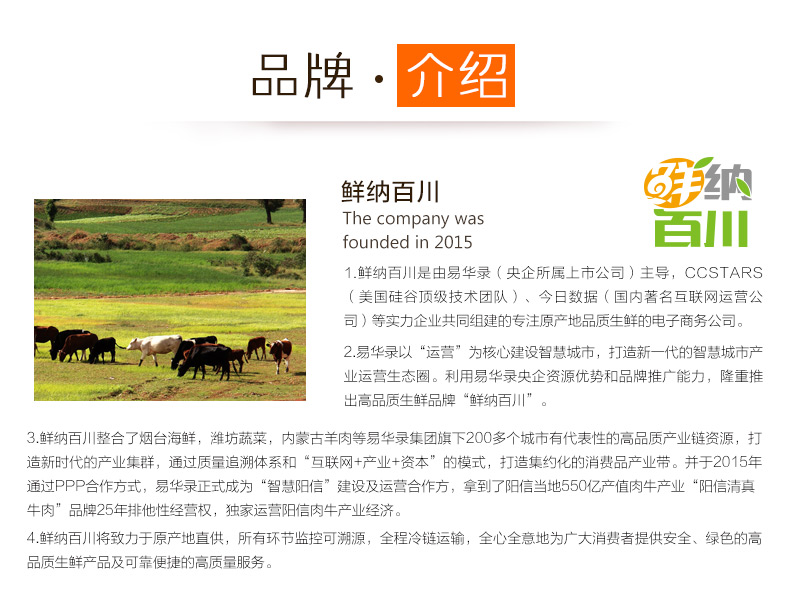 品牌·介绍
鲜纳百川
The company was
founded in 2015
鲜纳
百川
1.鲜纳百川是由易华录（央企所属上市公司）主导，CCSTARS
（美国硅谷顶级技术团队）、今日数据（国内著名互联网运营公
司）等实力企业共同组建的专注原产地品质生鲜的电子商务公司。
2.易华录以“运营”为核心建设智慧城市，打造新一代的智慧城市产
业运营生态圈。利用易华录央企资源优势和品牌推广能力，隆重推
出高品质生鲜品牌“鲜纳百川”。
3.鲜纳百川整合了烟台海鲜，潍坊蔬菜，内蒙古羊肉等易华录集团旗下200多个城市有代表性的高品质产业链资源，打
造新时代的产业集群，通过质量追溯体系和“互联网+产业+资本”的模式，打造集约化的消费品产业带。并于2015年
通过PPP合作方式，易华录正式成为“智慧阳信”建设及运营合作方，拿到了阳信当地550亿产值肉牛产业“阳信清真
牛肉”品牌25年排他性经营权，独家运营阳信肉牛产业经济。
4.鲜纳百川将致力于原产地直供，所有环节监控可溯源，全程冷链运输，全心全意地为广大消费者提供安全、绿色的高
品质生鲜产品及可靠便捷的高质量服务。